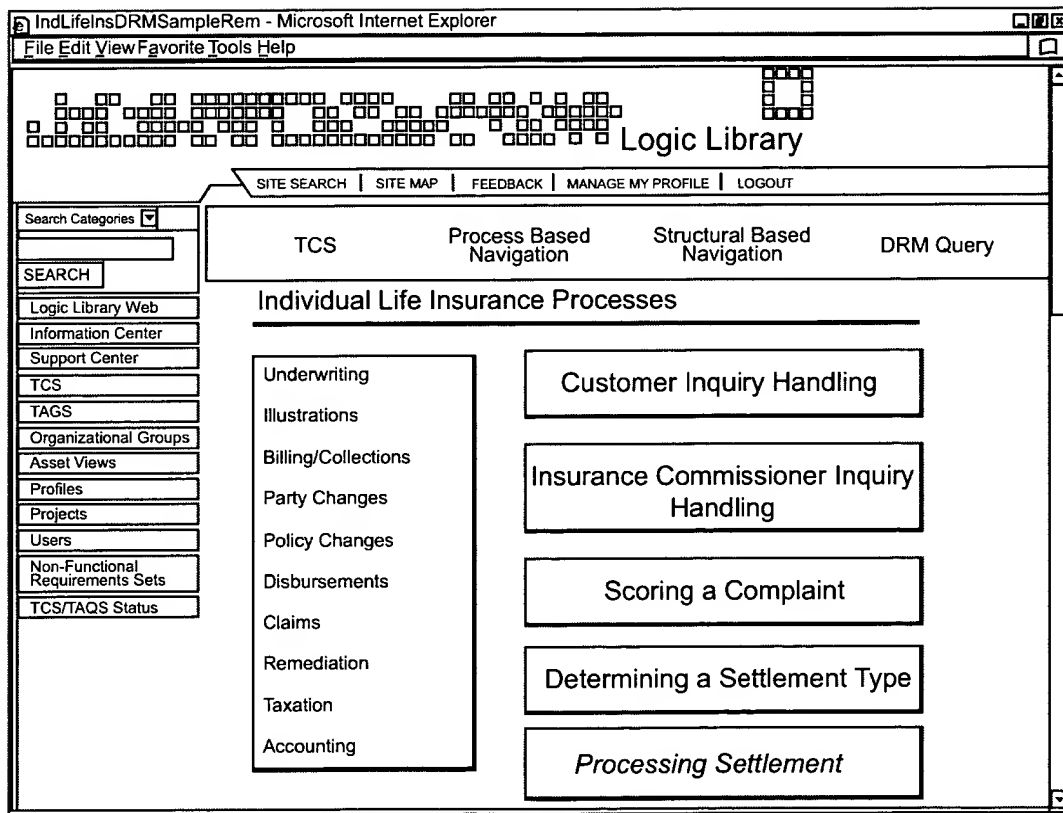 IndLifeInsDRMSampleRem - Microsoft Internet Explorer
File Edit View Favorite Tools Help
Logic Library
SITE SEARCH | SITE MAP | FEEDBACK | MANAGE MY PROFILE | LOGOUT
Search Categories
SEARCH
Logic Library Web
Information Center
Support Center
TCS
TAGS
Organizational Groups
Asset Views
Profiles
Projects
Users
Non-Functional
Requirements Sets
TCS/TAQS Status
TCS
Process Based
Navigation
Structural Based
Navigation
DRM Query
Individual Life Insurance Processes
Underwriting
Illustrations
Billing/Collections
Party Changes
Policy Changes
Disbursements
Claims
Remediation
Taxation
Accounting
Customer Inquiry Handling
Insurance Commissioner Inquiry
Handling
Scoring a Complaint
Determining a Settlement Type
Processing Settlement